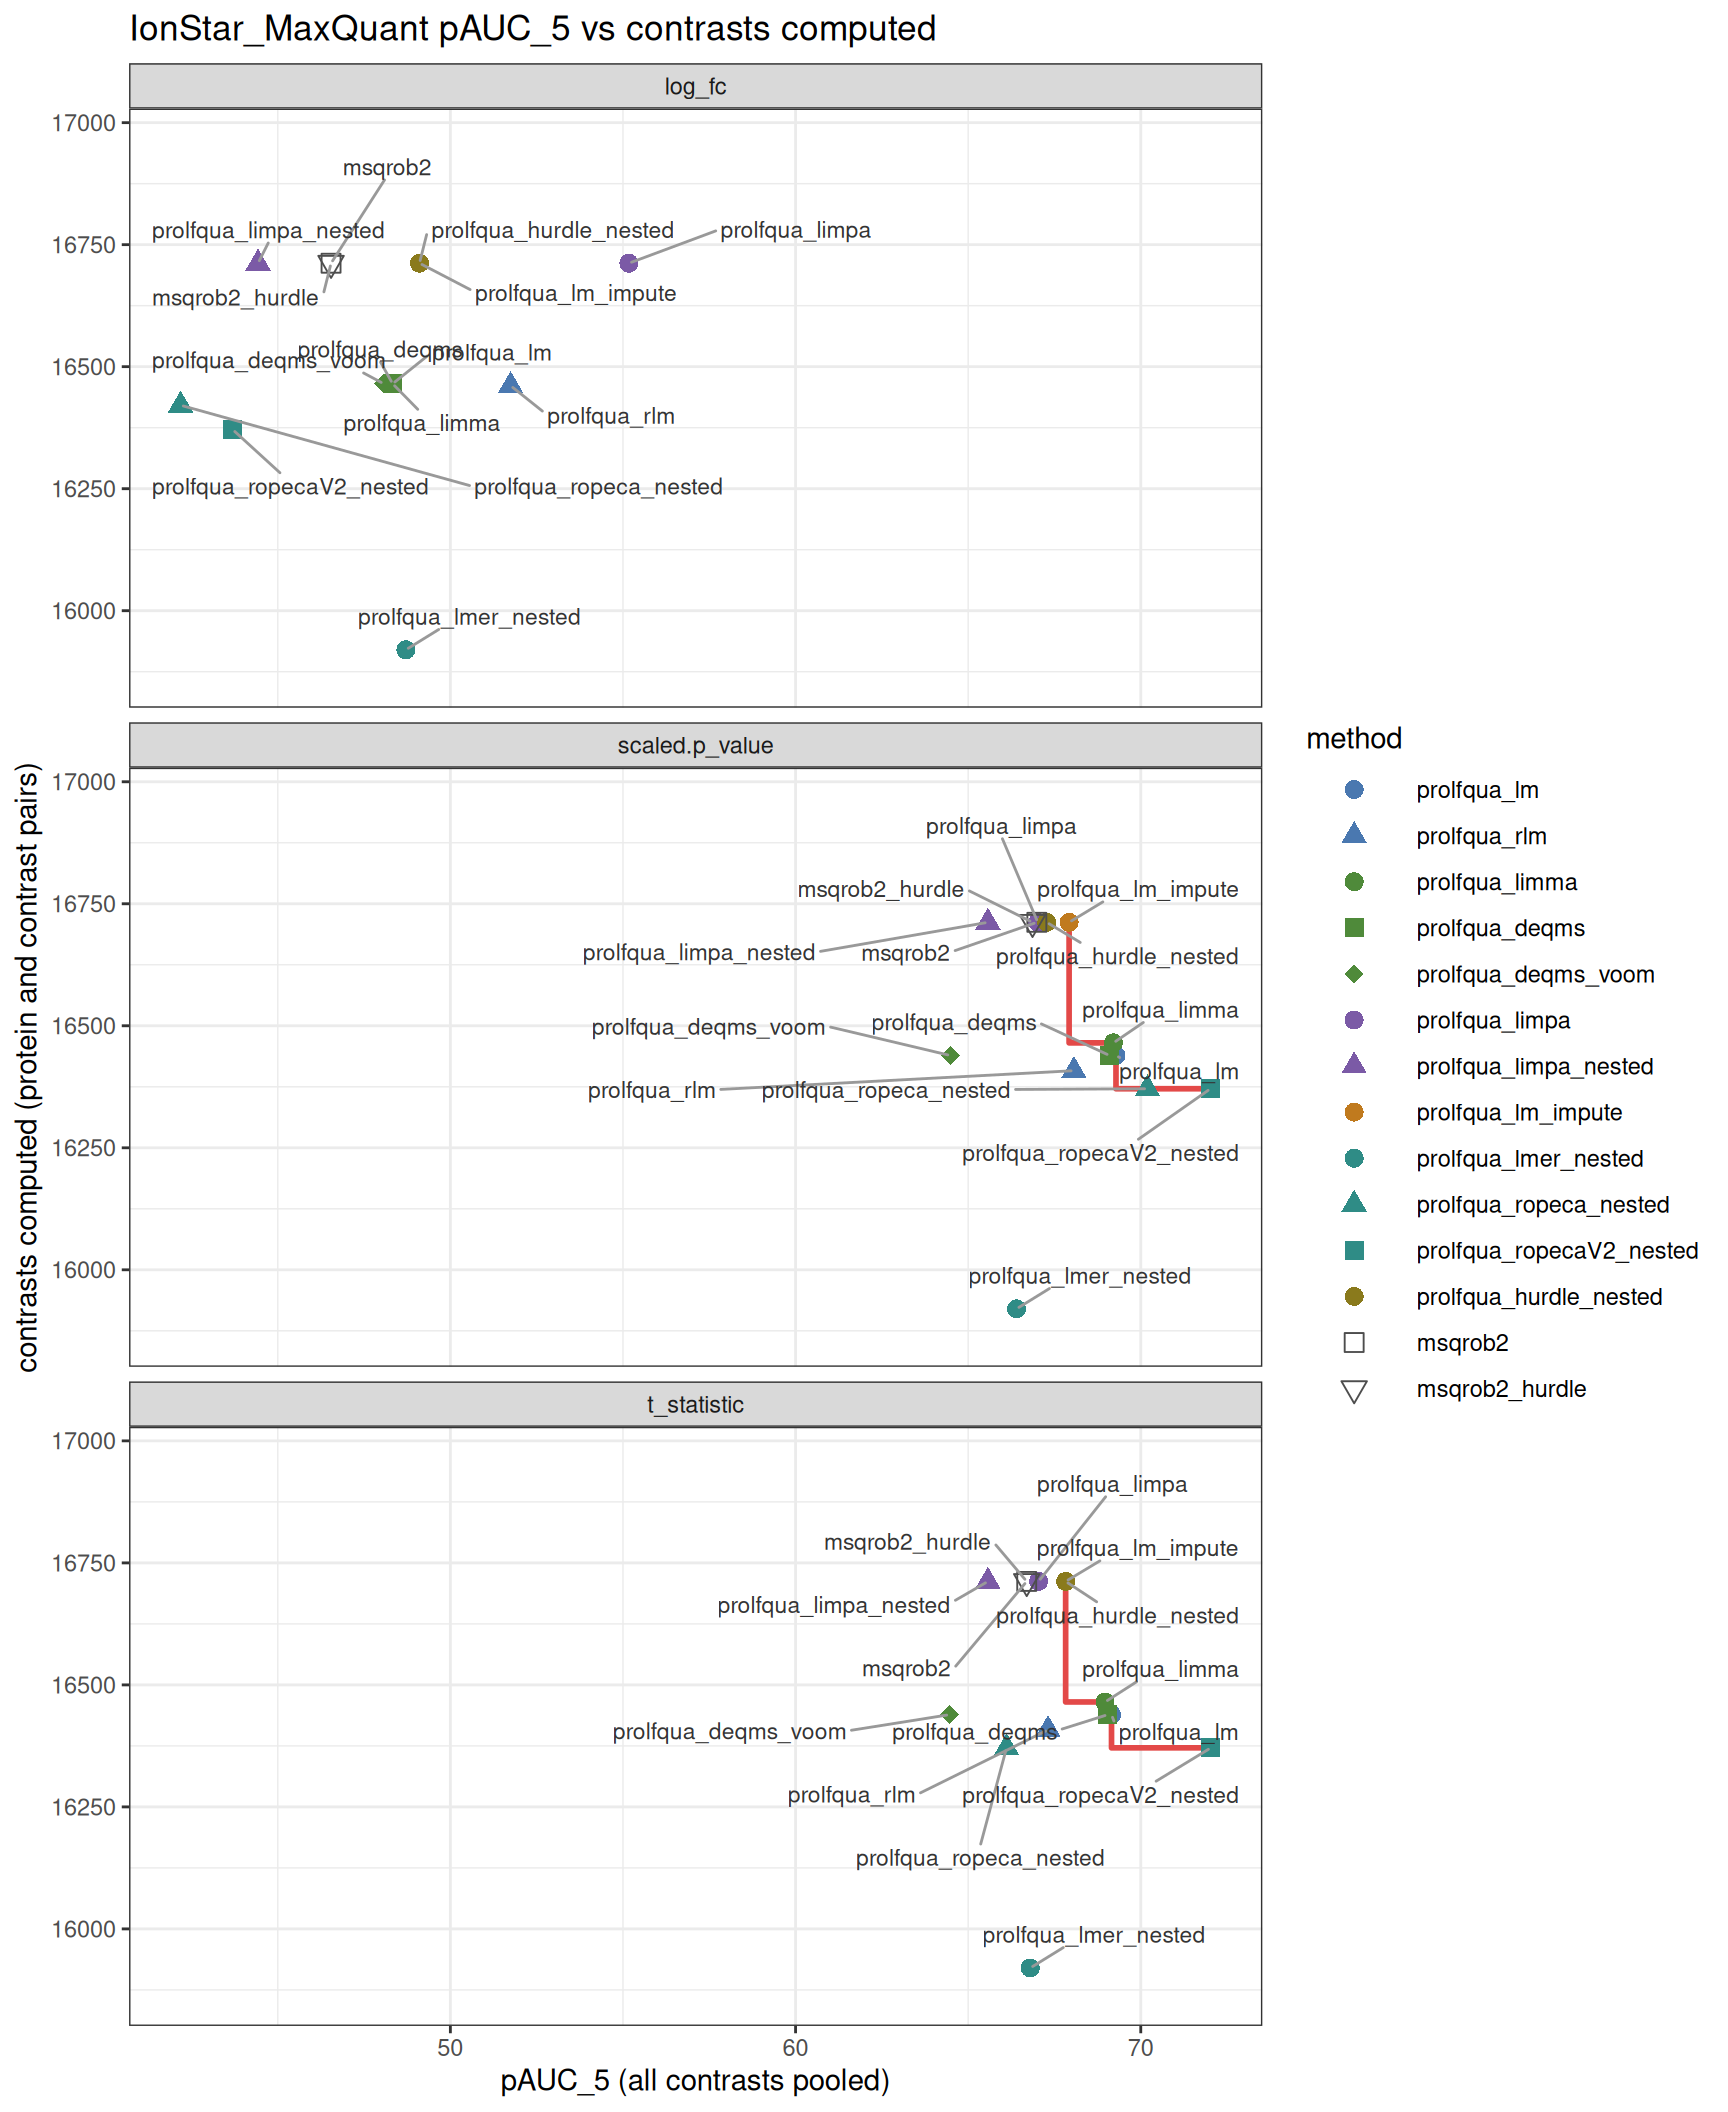 IonStar_MaxQuant pAUC_5 vs contrasts computed
log_fc
17000
16750
16500
16250
16000
msqrob2
prolfqua_limpa_nested
prolfqua_hurdle_nested
prolfqua_limpa
msqrob2_hurdle
prolfqua_lm_impute
prolfqua_deqms
prolfqua_lm
prolfqua_deqms_voom
prolfqua_rlm
prolfqua_limma
prolfqua_ropecaV2_nested
prolfqua_ropeca_nested
prolfqua_lmer_nested
scaled.p_value
17000
16750
16500
16250
16000
prolfqua_limpa
msqrob2_hurdle
prolfqua_lm_impute
prolfqua_limpa_nested
msqrob2
prolfqua_hurdle_nested
prolfqua_limma
prolfqua_deqms
prolfqua_deqms_voom
prolfqua_lm
prolfqua_rlm
prolfqua_ropeca_nested
prolfqua_ropecaV2_nested
prolfqua_lmer_nested
t_statistic
17000
16750
16500
16250
16000
prolfqua_limpa
msqrob2_hurdle
prolfqua_lm_impute
prolfqua_limpa_nested
prolfqua_hurdle_nested
msqrob2
prolfqua_limma
prolfqua_deqms_voom
prolfqua_deqms
prolfqua_lm
prolfqua_rlm
prolfqua_ropecaV2_nested
prolfqua_ropeca_nested
prolfqua_lmer_nested
50
60
70
pAUC_5 (all contrasts pooled)
contrasts computed (protein and contrast pairs)
method
prolfqua_lm
prolfqua_rlm
prolfqua_limma
prolfqua_deqms
prolfqua_deqms_voom
prolfqua_limpa
prolfqua_limpa_nested
prolfqua_lm_impute
prolfqua_lmer_nested
prolfqua_ropeca_nested
prolfqua_ropecaV2_nested
prolfqua_hurdle_nested
msqrob2
msqrob2_hurdle